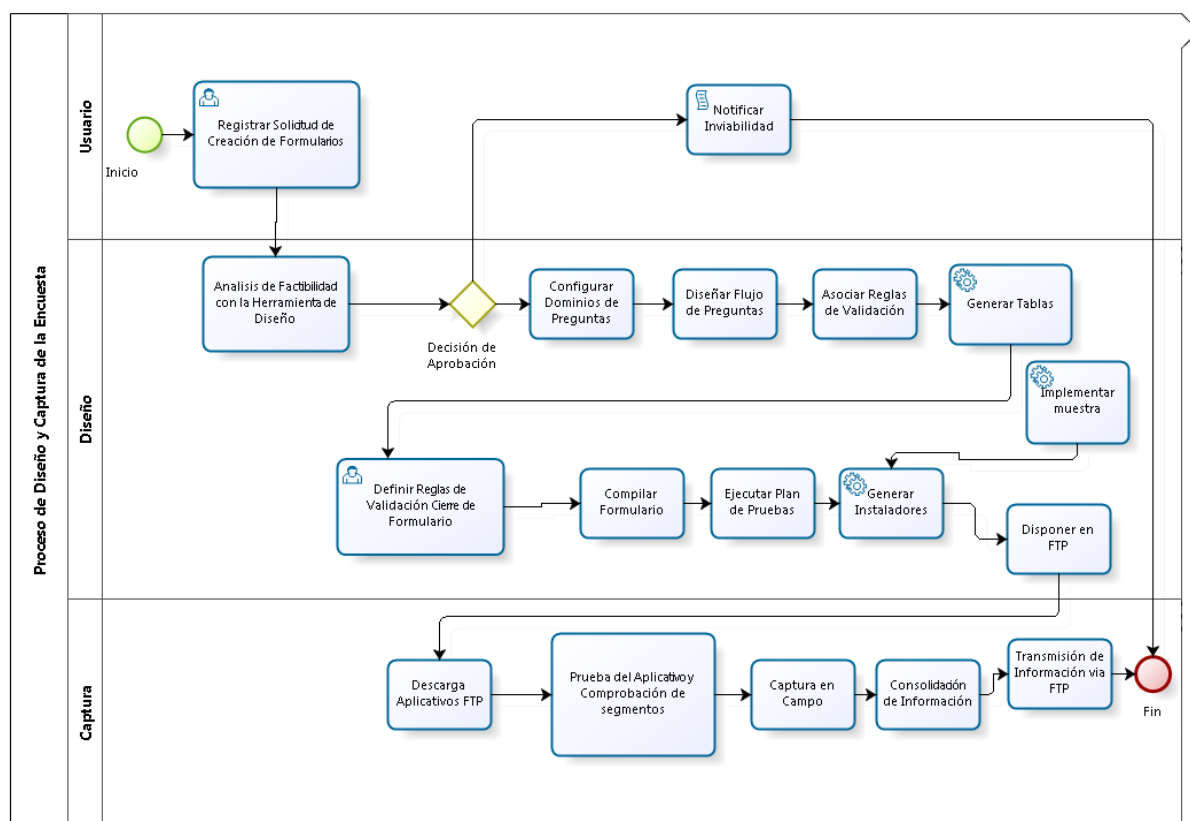 Proceso de Diseño y Captura de la Encuesta
Usuario
Inicio
Registrar Solicitud de
Creación de Formularios
Notificar
Inviabilidad
Diseño
Analisis de Factibilidad
con la Herramienta de
Diseño
Decisión de
Aprobación
Configurar
Dominios de
Preguntas
Diseñar Flujo
de Preguntas
Asociar Reglas
de Validación
Generar Tablas
Implementar
muestra
Definir Reglas de
Validación Cierre de
Formulario
Compilar
Formulario
Ejecutar Plan
de Pruebas
Generar
Instaladores
Disponer en
FTP
Captura
Descarga
Aplicativos FTP
Prueba del Aplicativo y
Comprobación de
segmentos
Captura en
Campo
Consolidación
de Información
Transmisión de
Información via
FTP
Fin